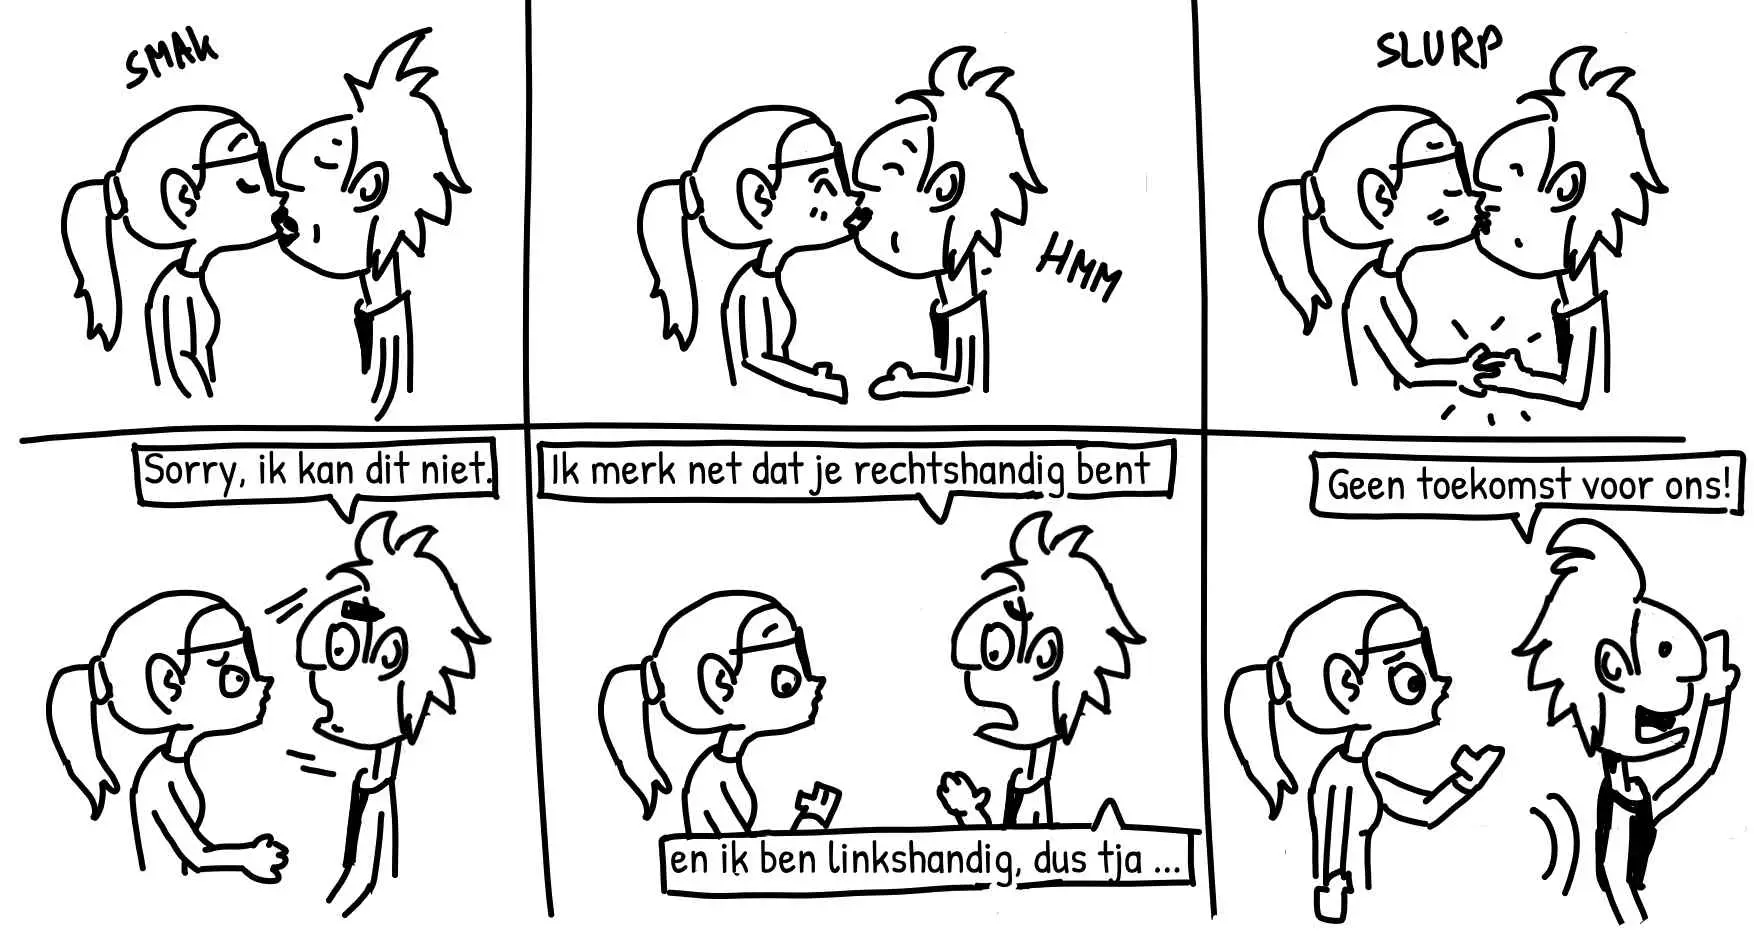 SMAK
HMM
SLURP
Sorry, ik kan dit niet.
Ik merk net dat je rechtshandig bent
en ik ben linkshandig, dus tja ...
Geen toekomst voor ons!